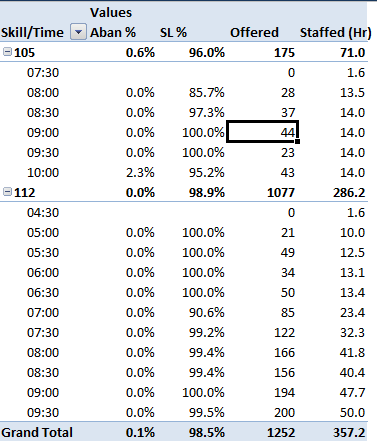 Values
Skill/Time Aban % SL % Offered Staffed (Hr)
105 0.6% 96.0% 175 71.0
07:30 0 1.6
08:00 0.0% 85.7% 28 13.5
08:30 0.0% 97.3% 37 14.0
09:00 0.0% 100.0% 44 14.0
09:30 0.0% 100.0% 23 14.0
10:00 2.3% 95.2% 43 14.0
112 0.0% 98.9% 1077 286.2
04:30 0 1.6
05:00 0.0% 100.0% 21 10.0
05:30 0.0% 100.0% 49 12.5
06:00 0.0% 100.0% 34 13.1
06:30 0.0% 100.0% 50 13.4
07:00 0.0% 90.6% 85 23.4
07:30 0.0% 99.2% 122 32.3
08:00 0.0% 99.4% 166 41.8
08:30 0.0% 99.4% 156 40.4
09:00 0.0% 100.0% 194 47.7
09:30 0.0% 99.5% 200 50.0
Grand Total 0.1% 98.5% 1252 357.2